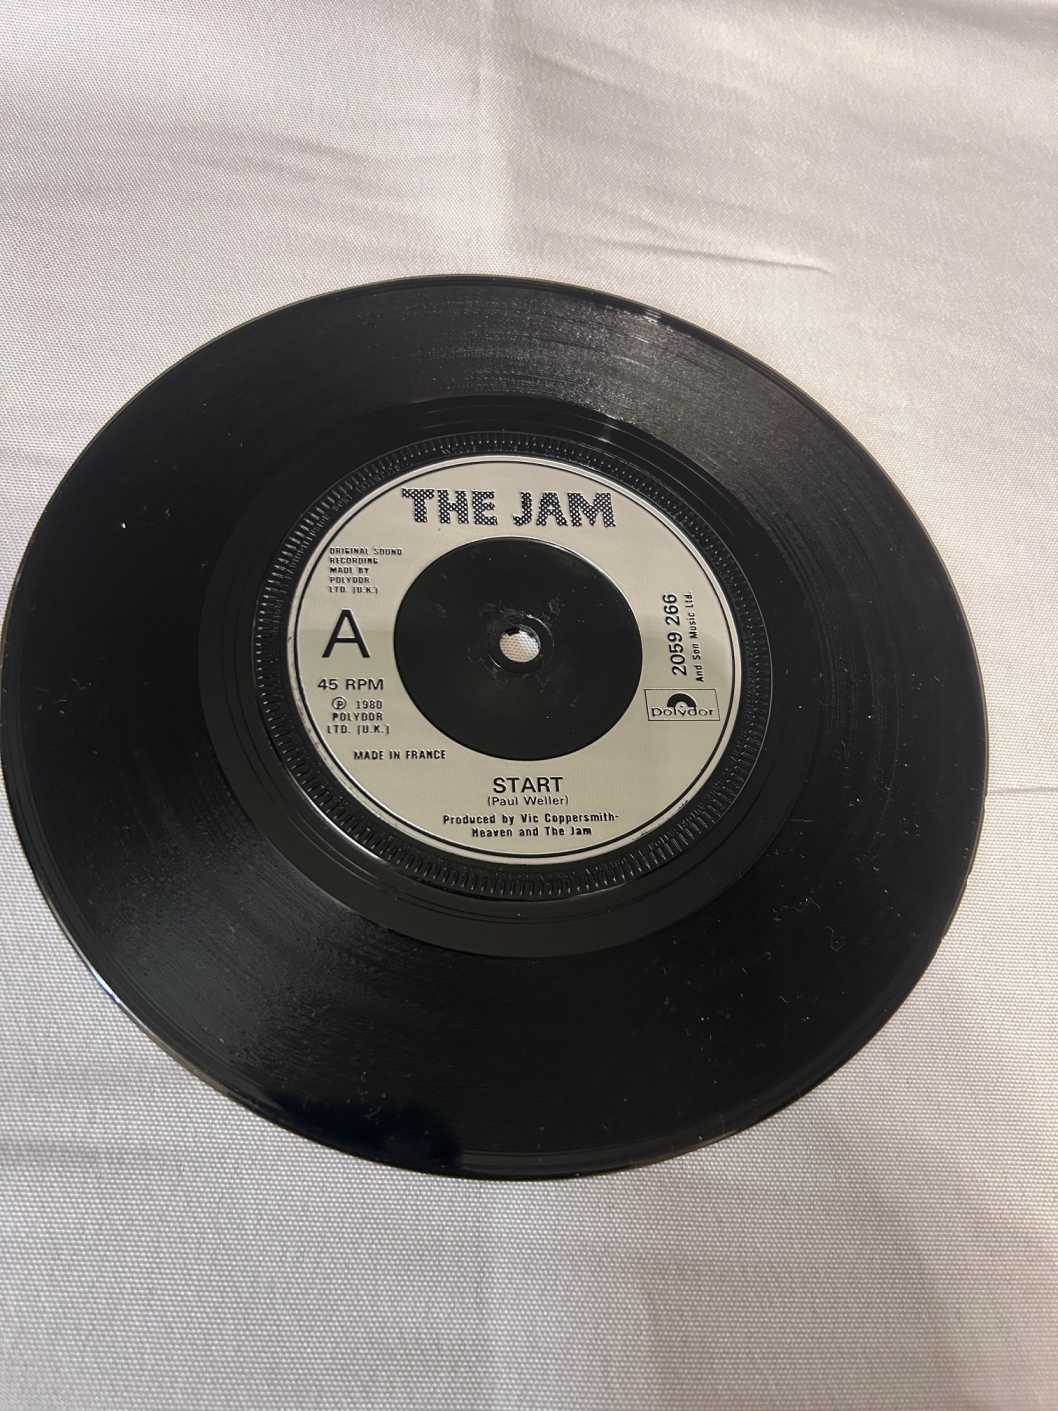 THE JAM
ORIGINAL SOUND
RECORDING
MADE BY
POLYDOR
LTD. (U.K.)
A
45 RPM
℗ 1980
POLYDOR
LTD. (U.K.)
MADE IN FRANCE
2059 266
And Son Music Ltd.
polydor
START
(Paul Weller)
Produced by Vic Coppersmith-
Heaven and The Jam